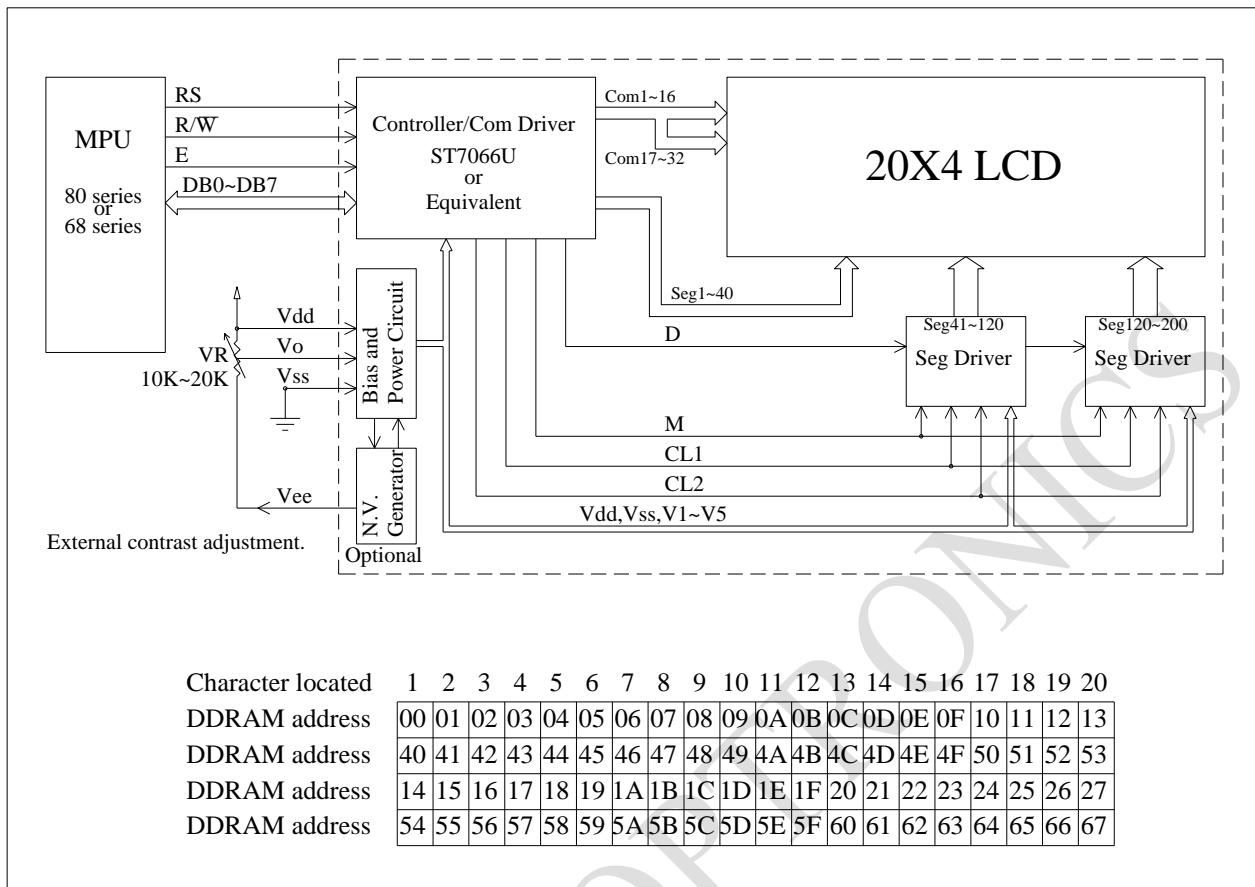 MPU
80 series
or
68 series
RS
R/W̅
E
DB0~DB7
Controller/Com Driver
ST7066U
or
Equivalent
Com1~16
Com17~32
20X4 LCD
Seg1~40
D
Seg41~120
Seg Driver
Seg120~200
Seg Driver
Vdd
Vo
Vss
VR
10K~20K
Bias and
Power Circuit
M
CL1
CL2
Vdd,Vss,V1~V5
Vee
N.V.
Generator
Optional
External contrast adjustment.
OPTRONICS
Character located 1 2 3 4 5 6 7 8 9 10 11 12 13 14 15 16 17 18 19 20
DDRAM address 00 01 02 03 04 05 06 07 08 09 0A 0B 0C 0D 0E 0F 10 11 12 13
DDRAM address 40 41 42 43 44 45 46 47 48 49 4A 4B 4C 4D 4E 4F 50 51 52 53
DDRAM address 14 15 16 17 18 19 1A 1B 1C 1D 1E 1F 20 21 22 23 24 25 26 27
DDRAM address 54 55 56 57 58 59 5A 5B 5C 5D 5E 5F 60 61 62 63 64 65 66 67